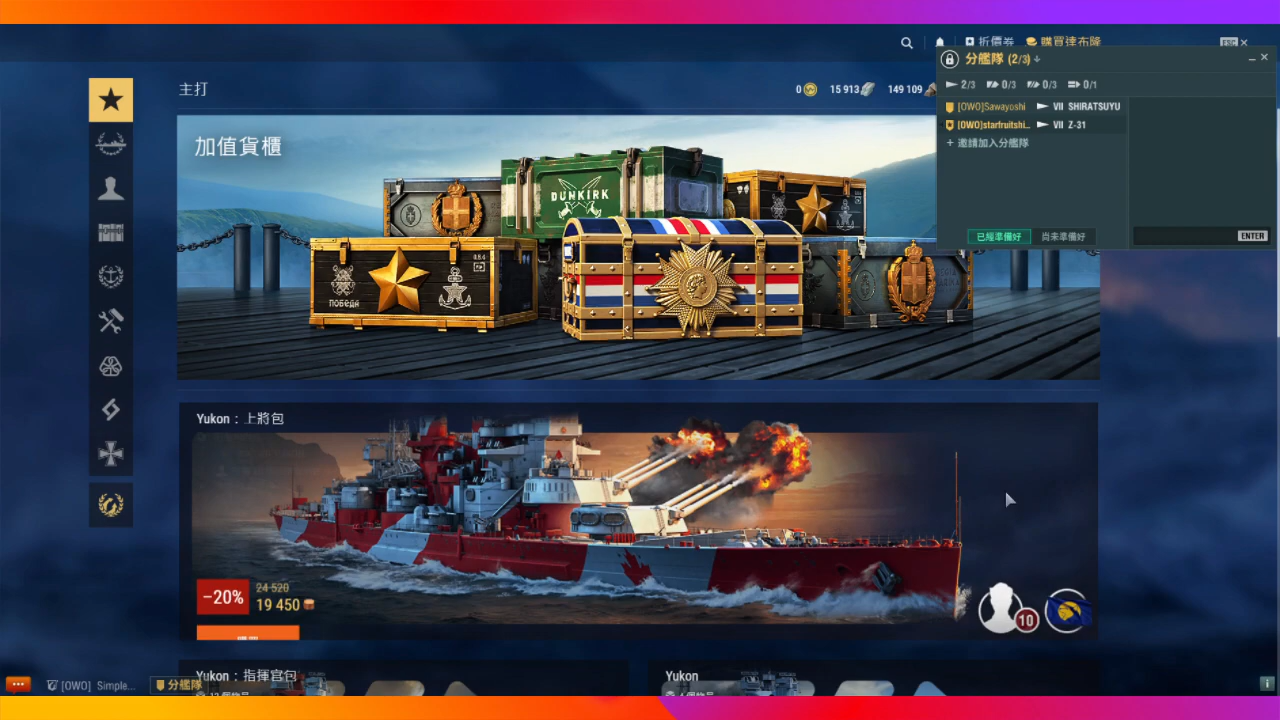 折價券 購買達布隆
ESC
主打
0 15 913 149 109
分艦隊 (2/3)
2/3 0/3 0/3 0/1
[OWO]Sawayoshi VII SHIRATSUYU
[OWO]starfruitshi... VII Z-31
+ 邀請加入分艦隊
已經準備好 尚未準備好
ENTER
加值貨櫃
DUNKIRK
ПОБЕДА
Yukon：上將包
-20% 24 520
19 450
10
Yukon：指揮官包
Yukon
[OWO] Simple...
分艦隊